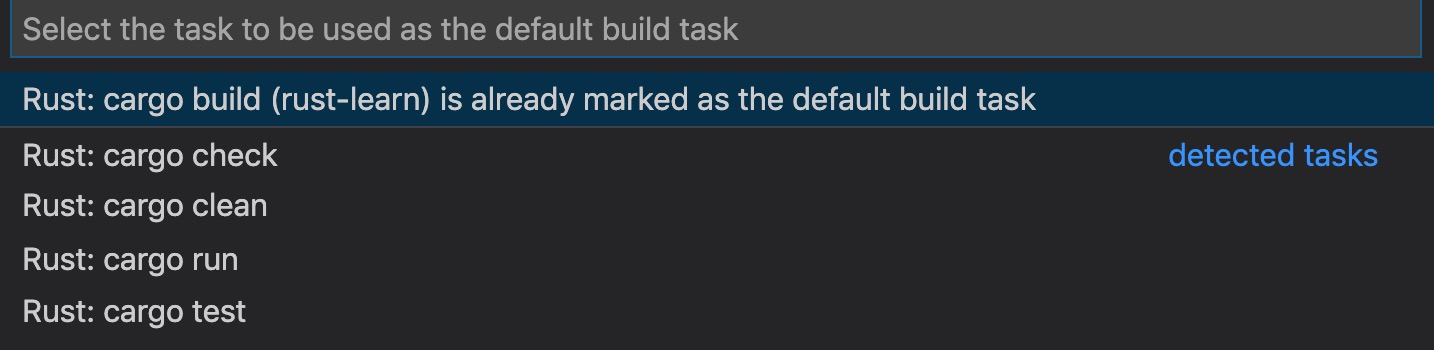 Select the task to be used as the default build task
Rust: cargo build (rust-learn) is already marked as the default build task
Rust: cargo check detected tasks
Rust: cargo clean
Rust: cargo run
Rust: cargo test